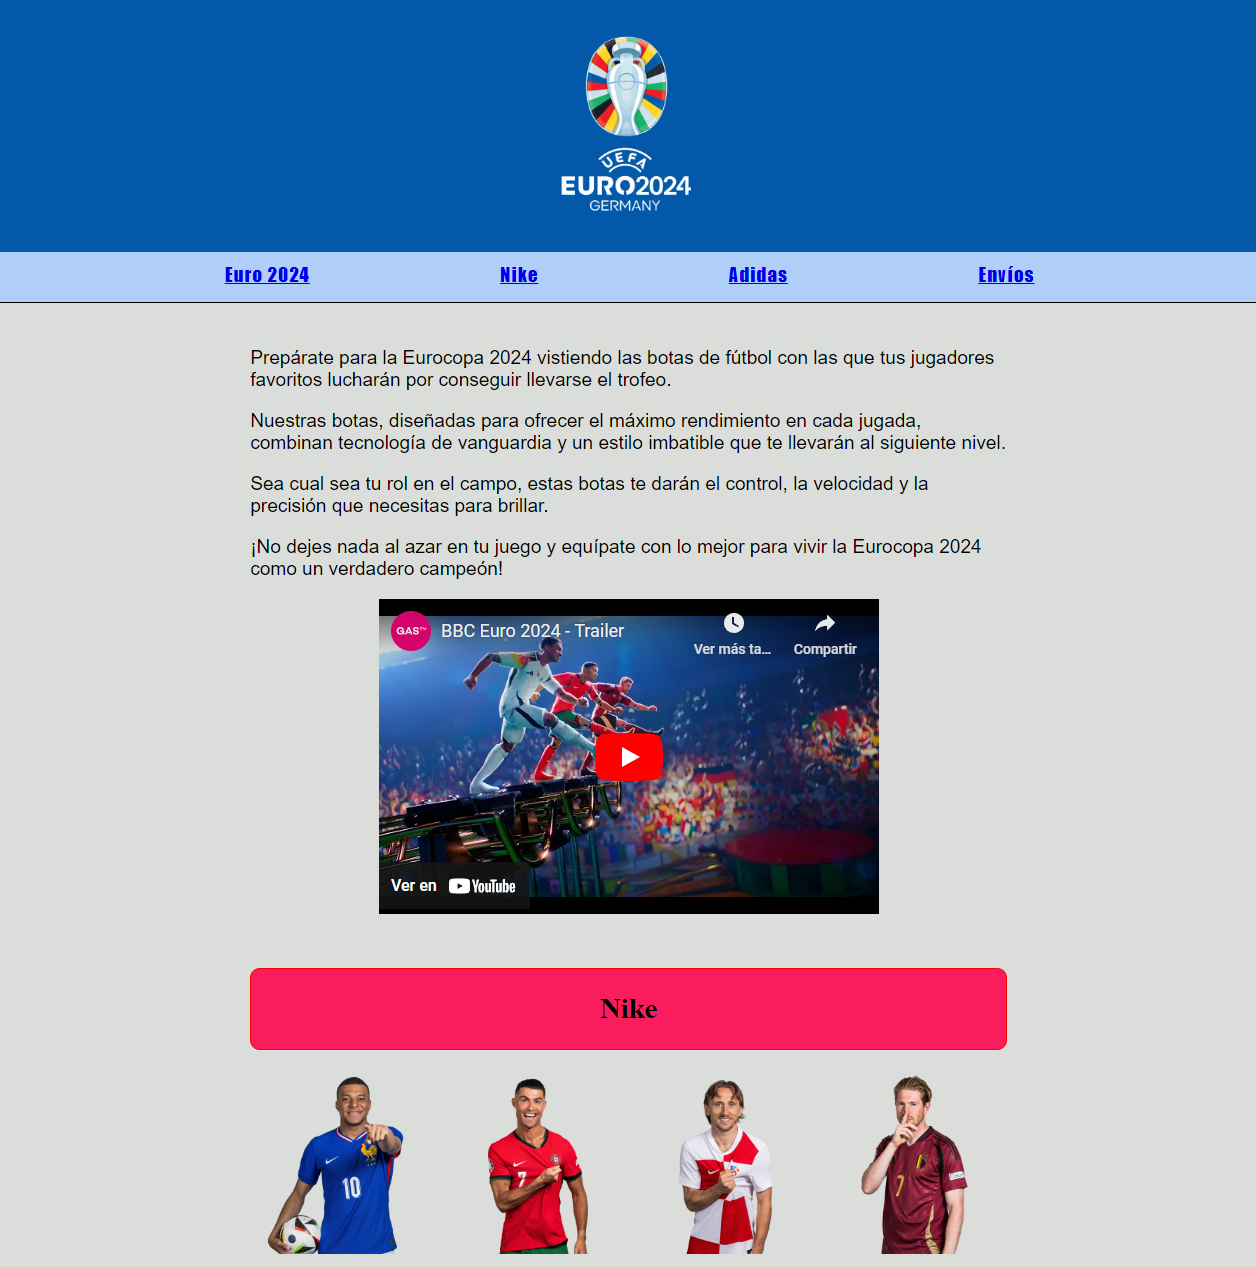 UEFA
EURO2024
GERMANY
Euro 2024 Nike Adidas Envíos
Prepárate para la Eurocopa 2024 vistiendo las botas de fútbol con las que tus jugadores
favoritos lucharán por conseguir llevarse el trofeo.
Nuestras botas, diseñadas para ofrecer el máximo rendimiento en cada jugada,
combinan tecnología de vanguardia y un estilo imbatible que te llevarán al siguiente nivel.
Sea cual sea tu rol en el campo, estas botas te darán el control, la velocidad y la
precisión que necesitas para brillar.
¡No dejes nada al azar en tu juego y equípate con lo mejor para vivir la Eurocopa 2024
como un verdadero campeón!
GASTV BBC Euro 2024 - Trailer
Ver más ta... Compartir
Ver en YouTube
Nike
10
7
7